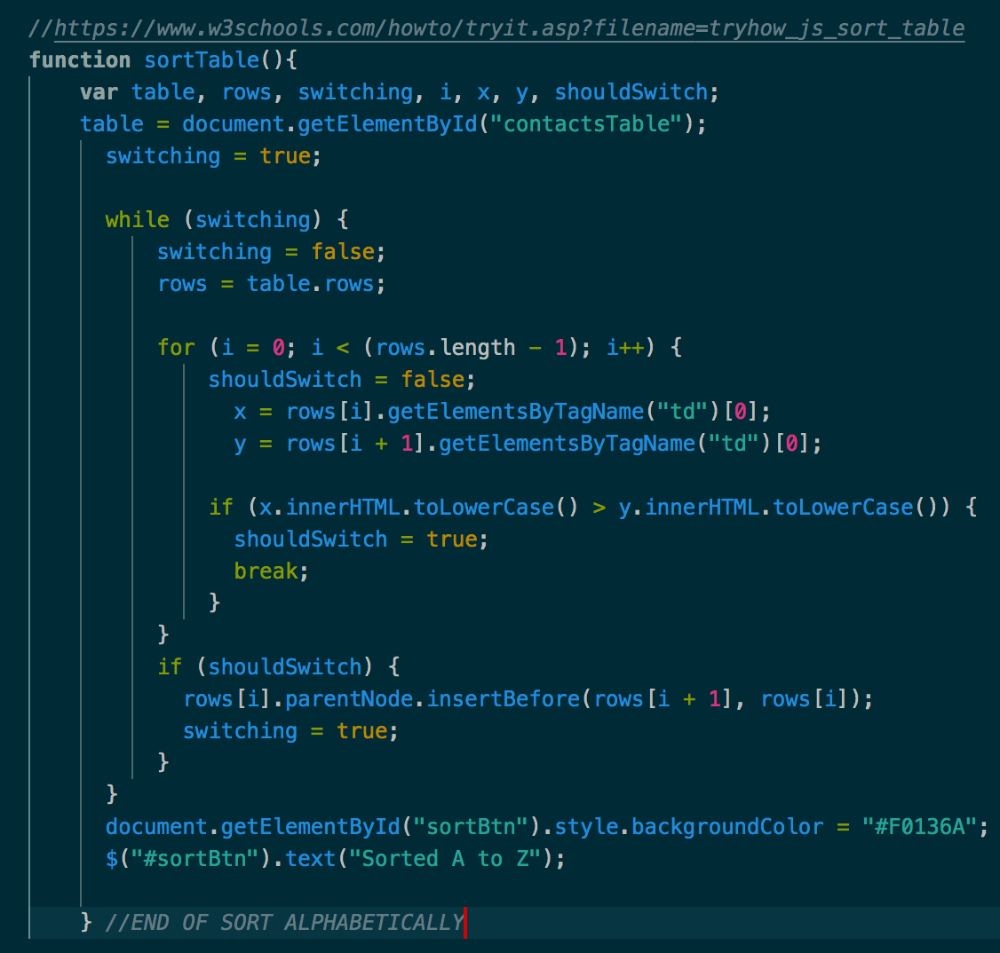 //https://www.w3schools.com/howto/tryit.asp?filename=tryhow_js_sort_table
function sortTable(){
    var table, rows, switching, i, x, y, shouldSwitch;
    table = document.getElementById("contactsTable");
      switching = true;

      while (switching) {
          switching = false;
          rows = table.rows;

          for (i = 0; i < (rows.length - 1); i++) {
              shouldSwitch = false;
                x = rows[i].getElementsByTagName("td")[0];
                y = rows[i + 1].getElementsByTagName("td")[0];

              if (x.innerHTML.toLowerCase() > y.innerHTML.toLowerCase()) {
                shouldSwitch = true;
                break;
              }
          }
          if (shouldSwitch) {
            rows[i].parentNode.insertBefore(rows[i + 1], rows[i]);
            switching = true;
          }
      }
      document.getElementById("sortBtn").style.backgroundColor = "#F0136A";
      $("#sortBtn").text("Sorted A to Z");

    } //END OF SORT ALPHABETICALLY